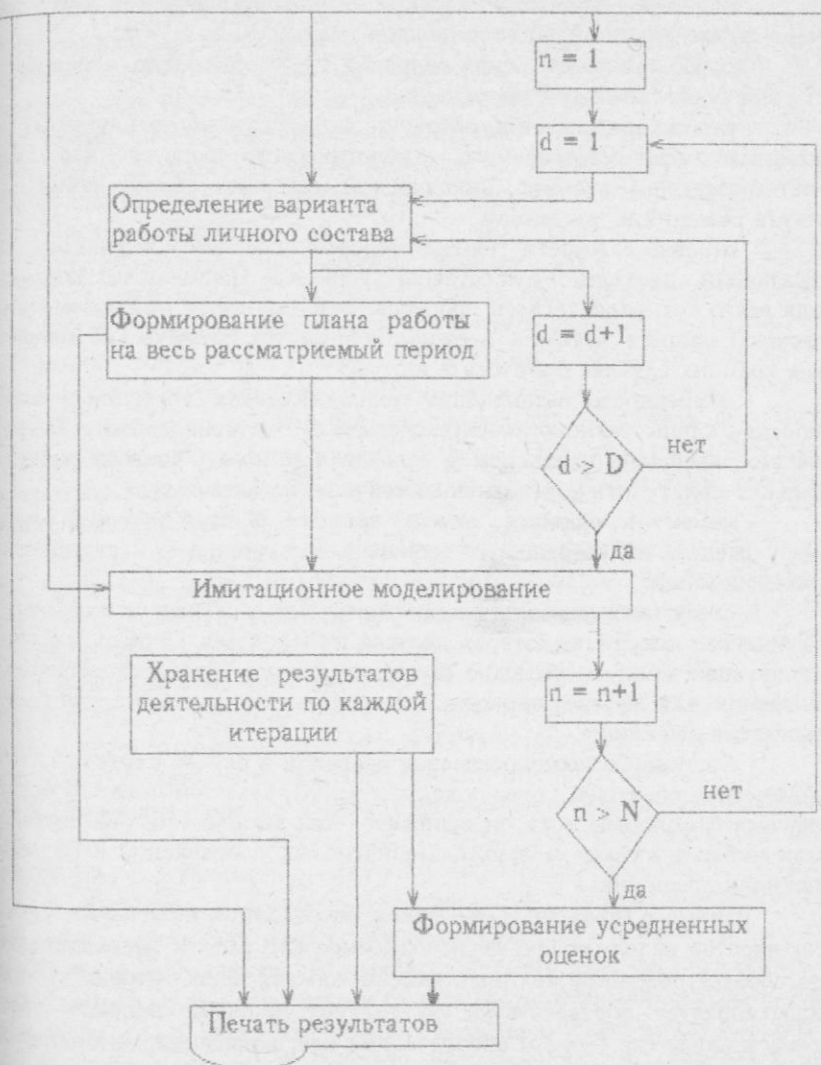 n = 1
d = 1
Определение варианта
работы личного состава
Формирование плана работы
на весь рассматриемый период
d = d+1
d > D
нет
да
Имитационное моделирование
Хранение результатов
деятельности по каждой
итерации
n = n+1
n > N
нет
да
Формирование усредненных
оценок
Печать результатов